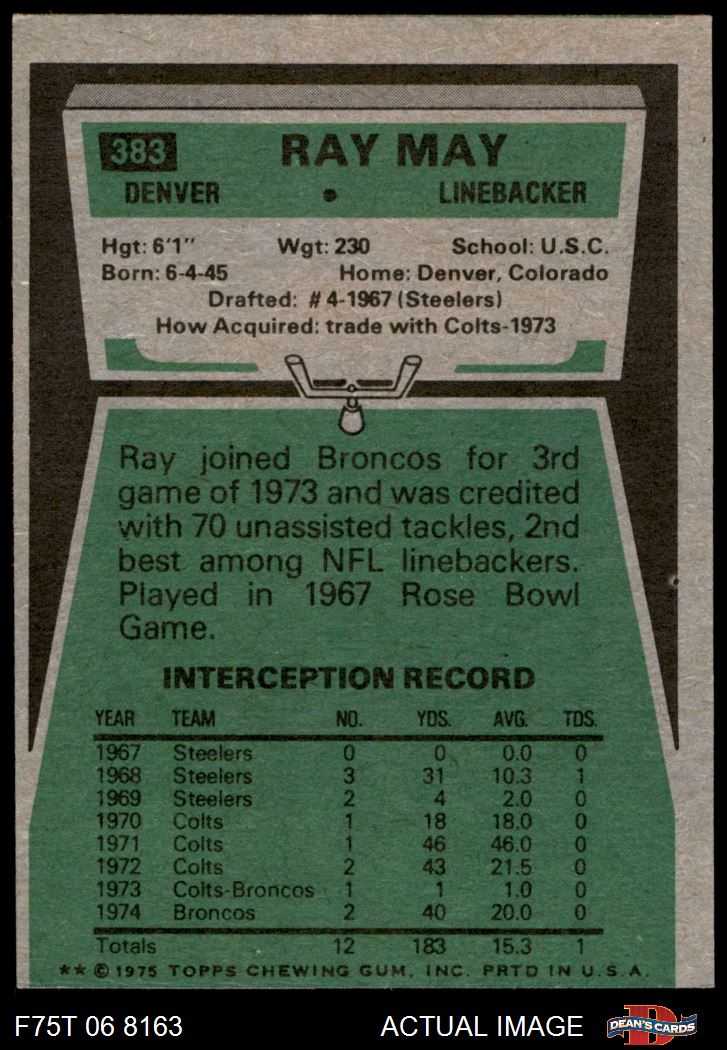 383 RAY MAY
DENVER • LINEBACKER
Hgt: 6'1" Wgt: 230 School: U.S.C.
Born: 6-4-45 Home: Denver, Colorado
Drafted: #4-1967 (Steelers)
How Acquired: trade with Colts-1973
Ray joined Broncos for 3rd
game of 1973 and was credited
with 70 unassisted tackles, 2nd
best among NFL linebackers.
Played in 1967 Rose Bowl
Game.
INTERCEPTION RECORD
YEAR TEAM NO. YDS. AVG. TDS.
1967 Steelers 0 0 0.0 0
1968 Steelers 3 31 10.3 1
1969 Steelers 2 4 2.0 0
1970 Colts 1 18 18.0 0
1971 Colts 1 46 46.0 0
1972 Colts 2 43 21.5 0
1973 Colts-Broncos 1 1 1.0 0
1974 Broncos 2 40 20.0 0
Totals 12 183 15.3 1
** © 1975 TOPPS CHEWING GUM, INC. PRTD IN U.S.A.
F75T 06 8163 ACTUAL IMAGE D DEAN'S CARDS